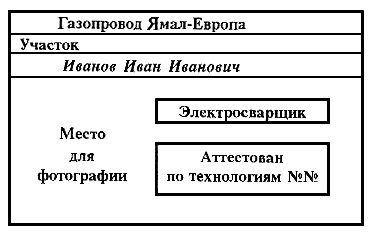 Газопровод Ямал-Европа
Участок
Иванов Иван Иванович
Место
для
фотографии
Электросварщик
Аттестован
по технологиям №№